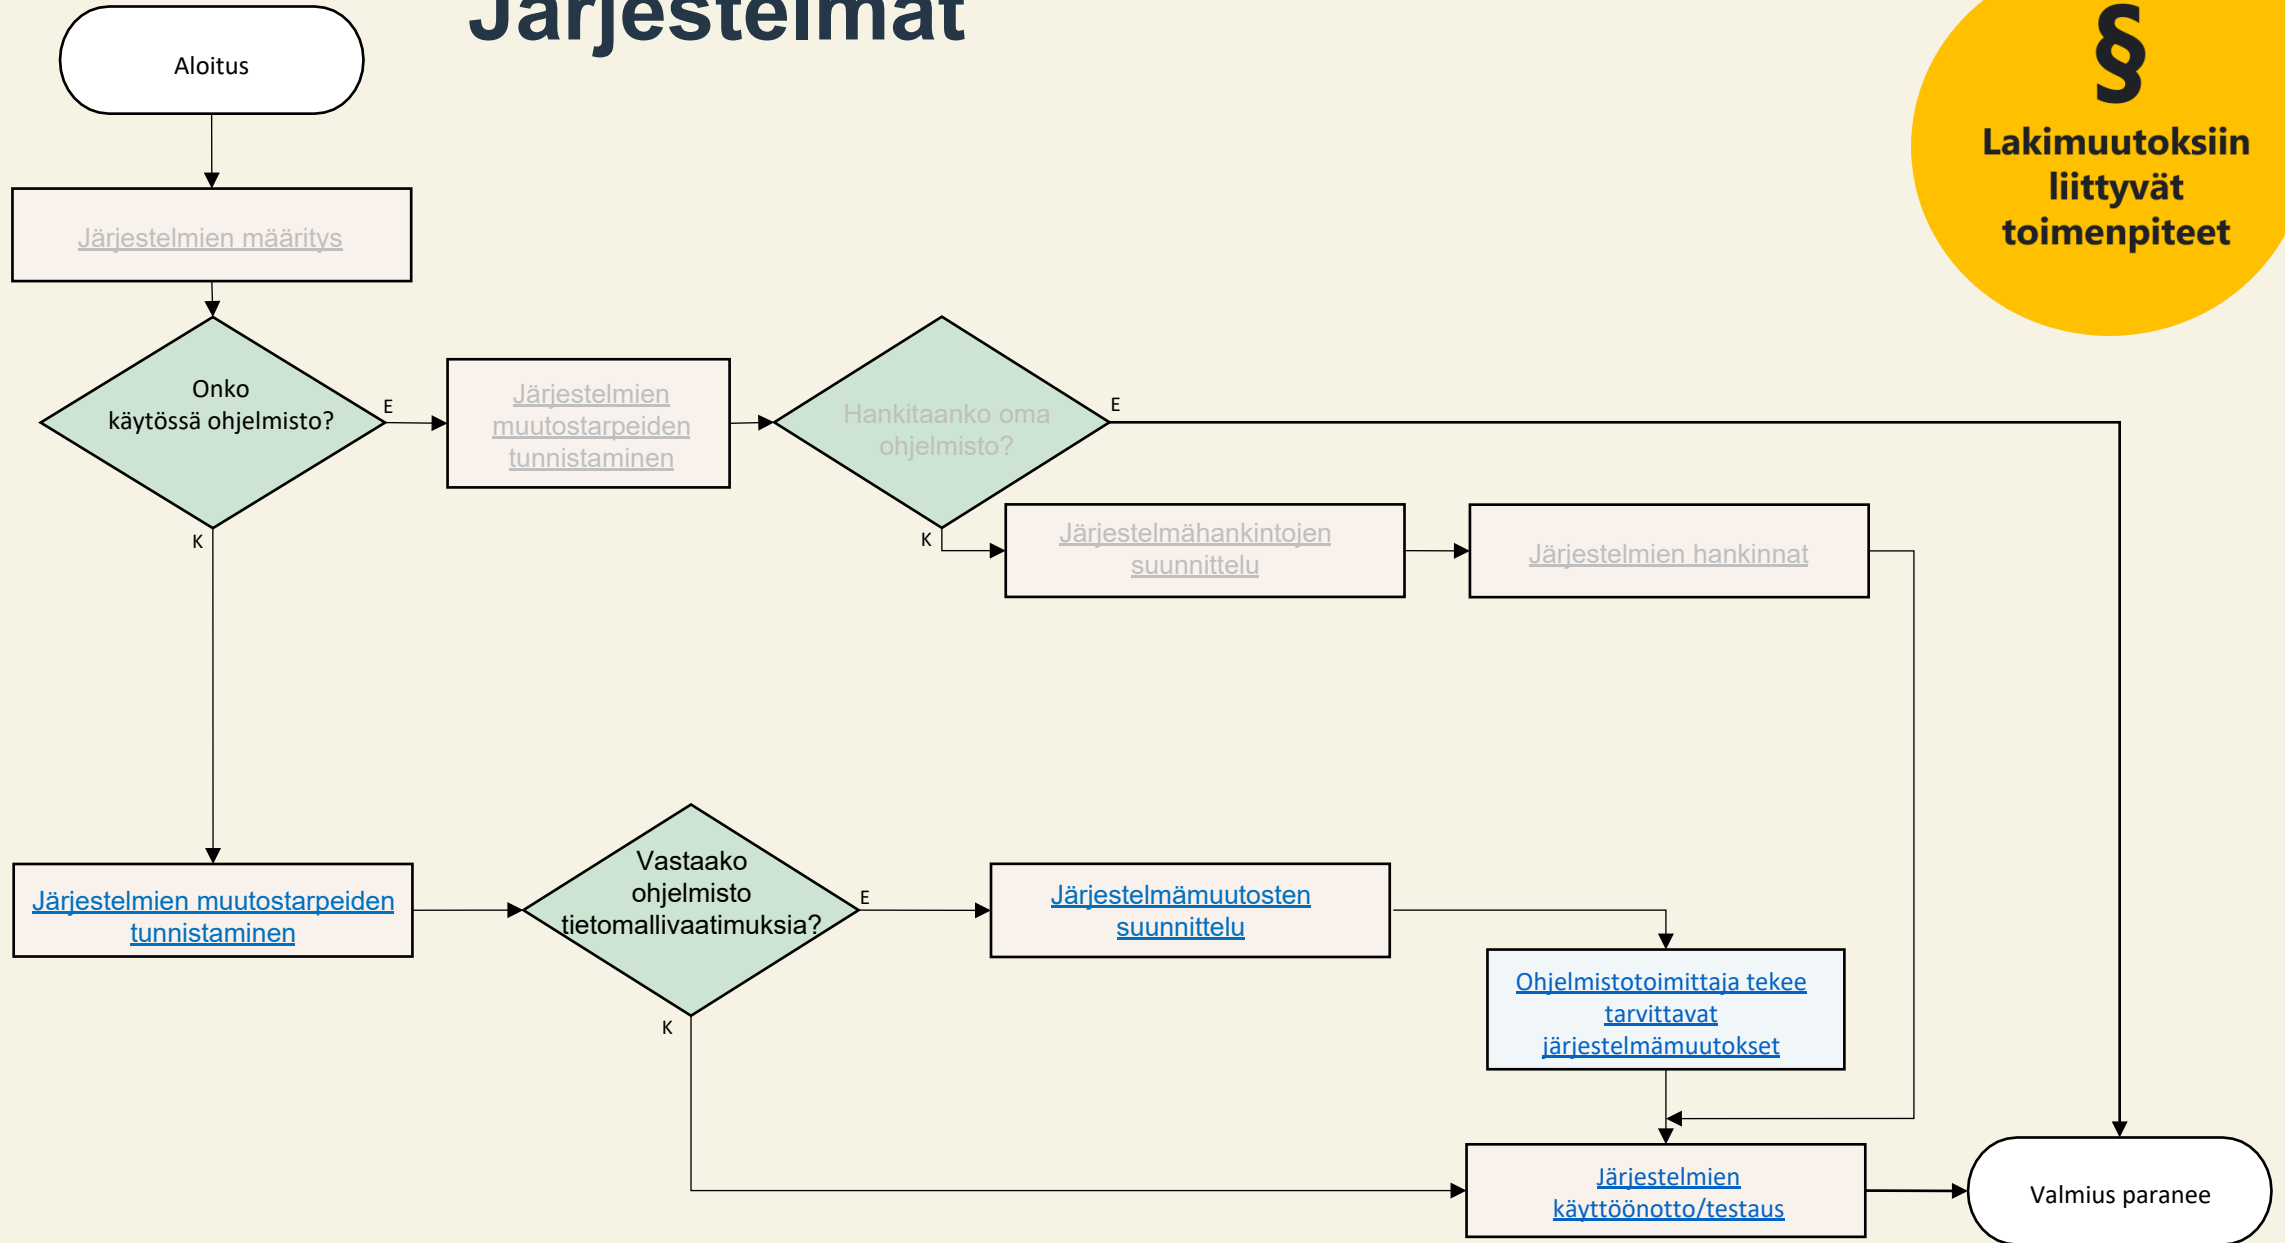 Järjestelmät
§
Lakimuutoksiin
liittyvät
toimenpiteet
Aloitus
Järjestelmien määritys
Onko
käytössä ohjelmisto?
E
K
Järjestelmien
muutostarpeiden
tunnistaminen
Hankitaanko oma
ohjelmisto?
E
K
Järjestelmähankintojen
suunnittelu
Järjestelmien hankinnat
Järjestelmien muutostarpeiden
tunnistaminen
Vastaako
ohjelmisto
tietomallivaatimuksia?
E
K
Järjestelmämuutosten
suunnittelu
Ohjelmistotoimittaja tekee
tarvittavat
järjestelmämuutokset
Järjestelmien
käyttöönotto/testaus
Valmius paranee